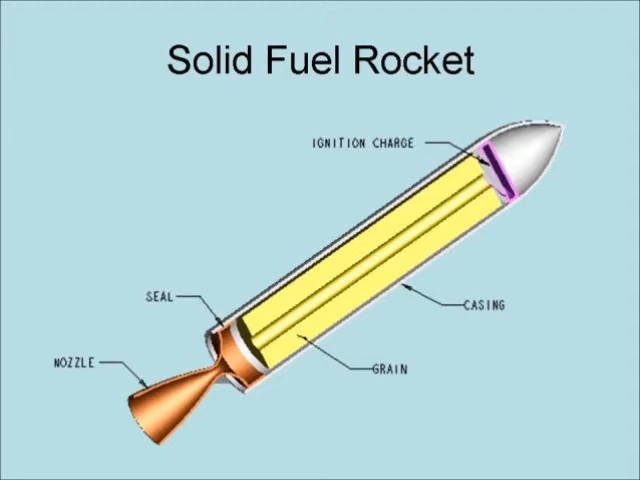 Solid Fuel Rocket
IGNITION CHARGE
SEAL
CASING
NOZZLE
GRAIN